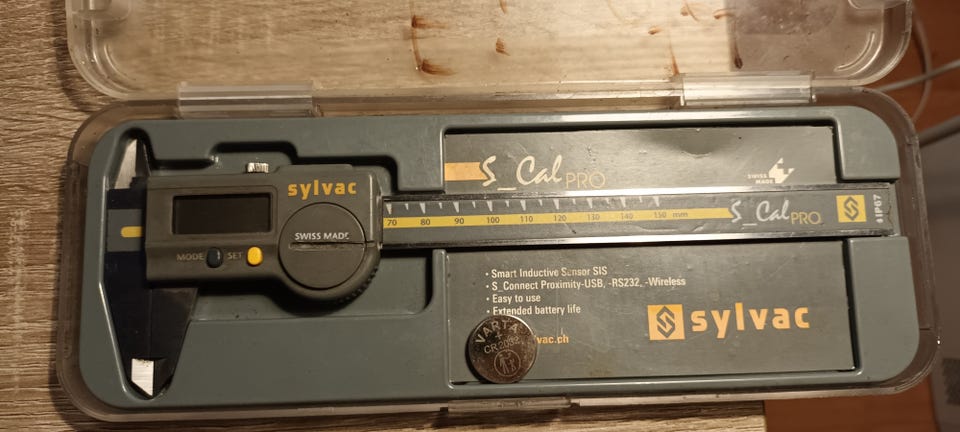 S_Cal PRO
SWISS MADE
sylvac
SWISS MADE
MODE SET
70 80 90 100 110 120 130 140 150 mm
S_Cal PRO
IP67
• Smart Inductive Sensor SIS
• S_Connect Proximity-USB, -RS232, -Wireless
• Easy to use
• Extended battery life
vac.ch
sylvac
VARTA
CR2032